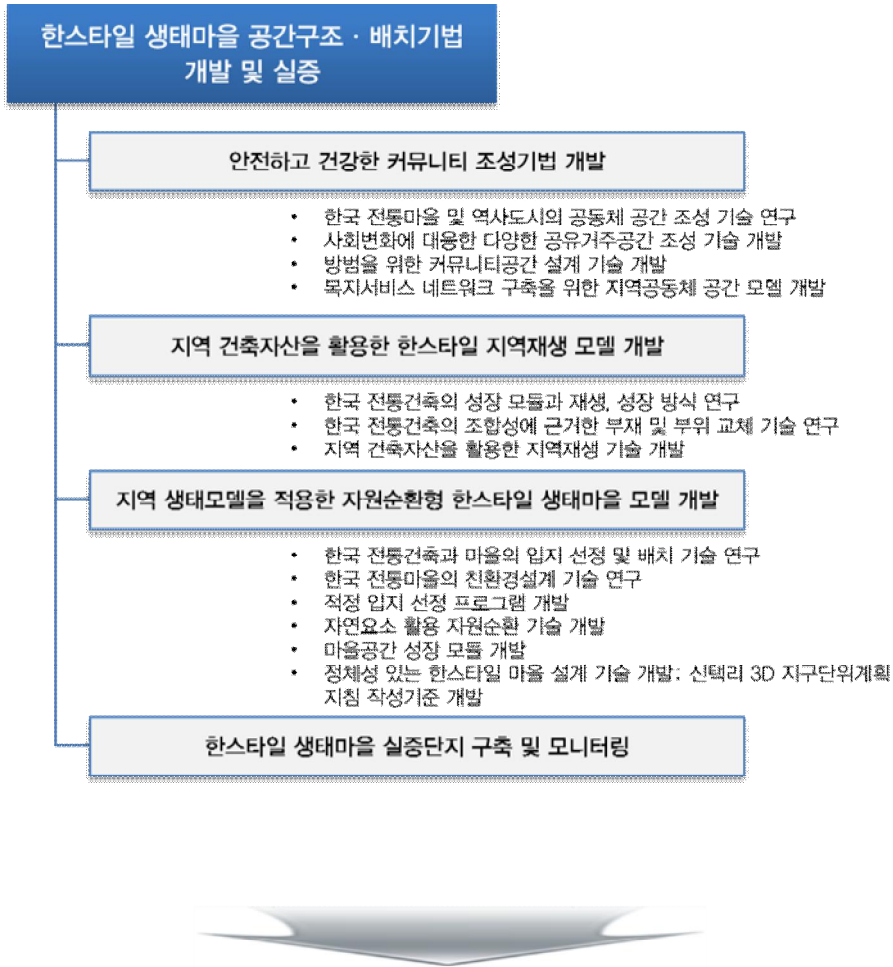 한스타일 생태마을 공간구조 · 배치기법
개발 및 실증
안전하고 건강한 커뮤니티 조성기법 개발
• 한국 전통마을 및 역사도시의 공동체 공간 조성 기술 연구
• 사회변화에 대응한 다양한 공유거주공간 조성 기술 개발
• 방범을 위한 커뮤니티공간 설계 기술 개발
• 복지서비스 네트워크 구축을 위한 지역공동체 공간 모델 개발
지역 건축자산을 활용한 한스타일 지역재생 모델 개발
• 한국 전통건축의 성장 모듈과 재생, 성장 방식 연구
• 한국 전통건축의 조합성에 근거한 부재 및 부위 교체 기술 연구
• 지역 건축자산을 활용한 지역재생 기술 개발
지역 생태모델을 적용한 자원순환형 한스타일 생태마을 모델 개발
• 한국 전통건축과 마을의 입지 선정 및 배치 기술 연구
• 한국 전통마을의 친환경설계 기술 연구
• 적정 입지 선정 프로그램 개발
• 자연요소 활용 자원순환 기술 개발
• 마을공간 성장 모듈 개발
• 정체성 있는 한스타일 마을 설계 기술 개발: 신택리 3D 지구단위계획
지침 작성기준 개발
한스타일 생태마을 실증단지 구축 및 모니터링